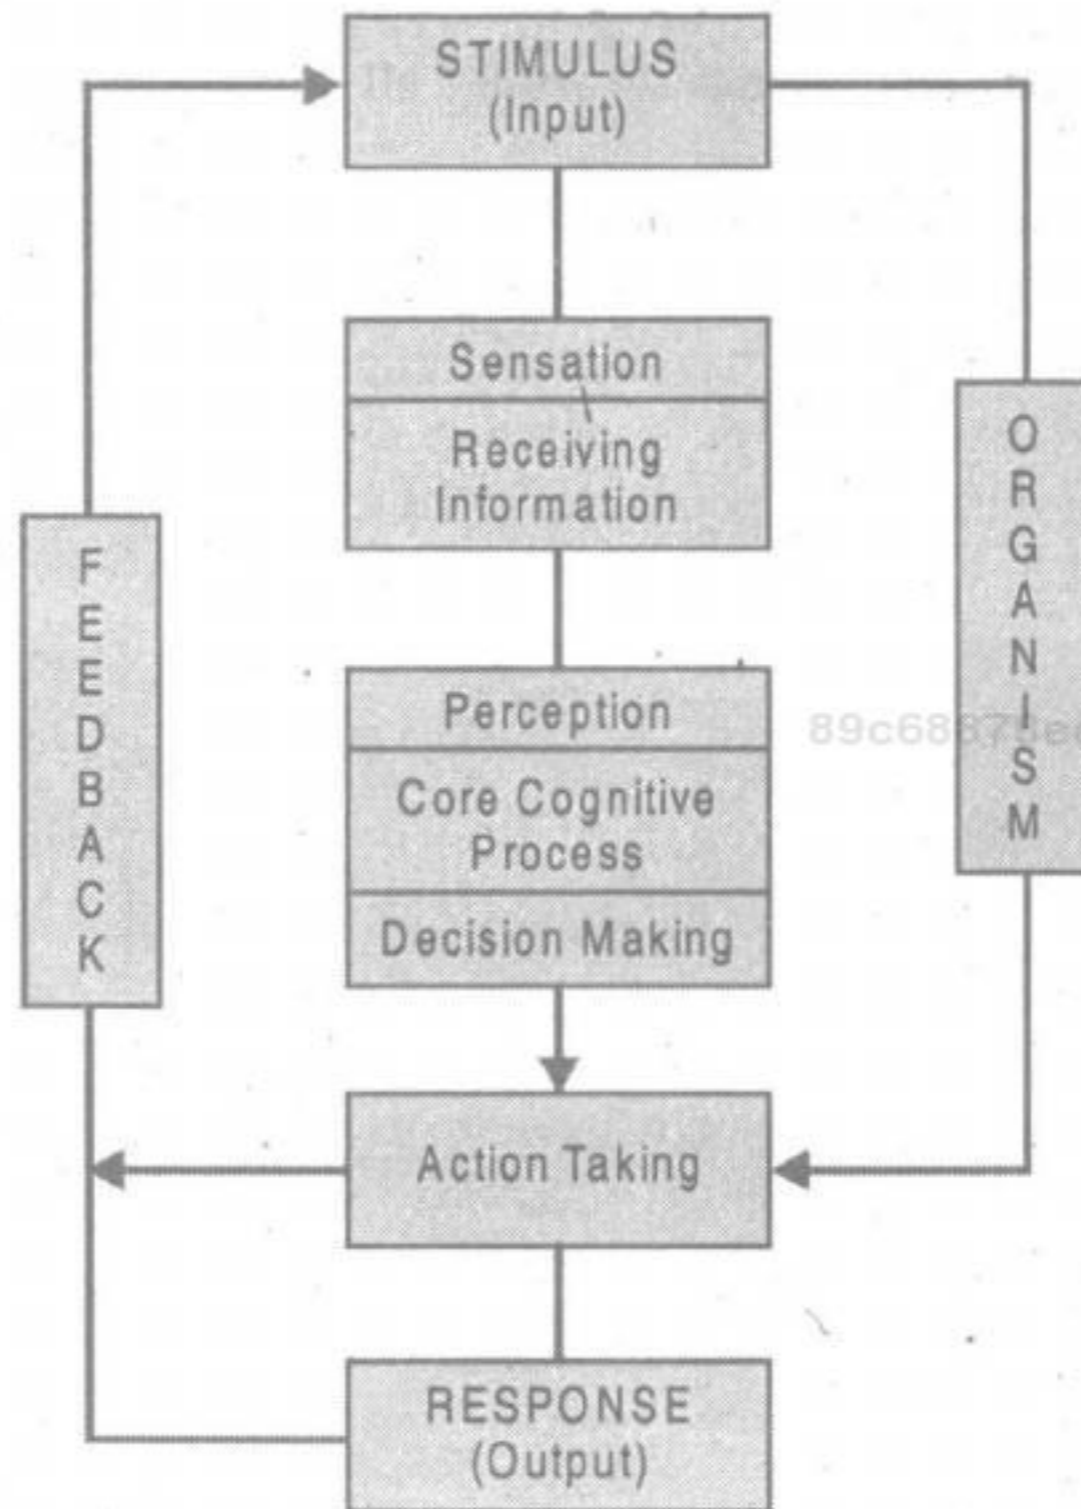 STIMULUS
(Input)
Sensation
Receiving
Information
ORGANISM
FEEDBACK
Perception
Core Cognitive
Process
Decision Making
Action Taking
RESPONSE
(Output)